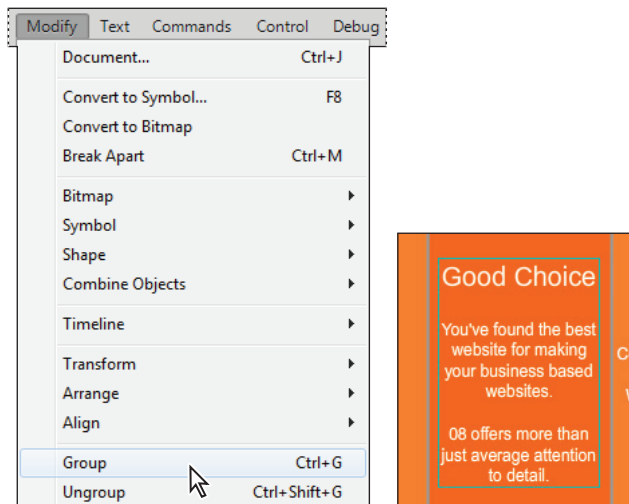 Modify Text Commands Control Debug
Document... Ctrl+J
Convert to Symbol... F8
Convert to Bitmap
Break Apart Ctrl+M
Bitmap
Symbol
Shape
Combine Objects
Timeline
Transform
Arrange
Align
Group Ctrl+G
Ungroup Ctrl+Shift+G
Good Choice
You've found the best
website for making
your business based
websites.
08 offers more than
just average attention
to detail.